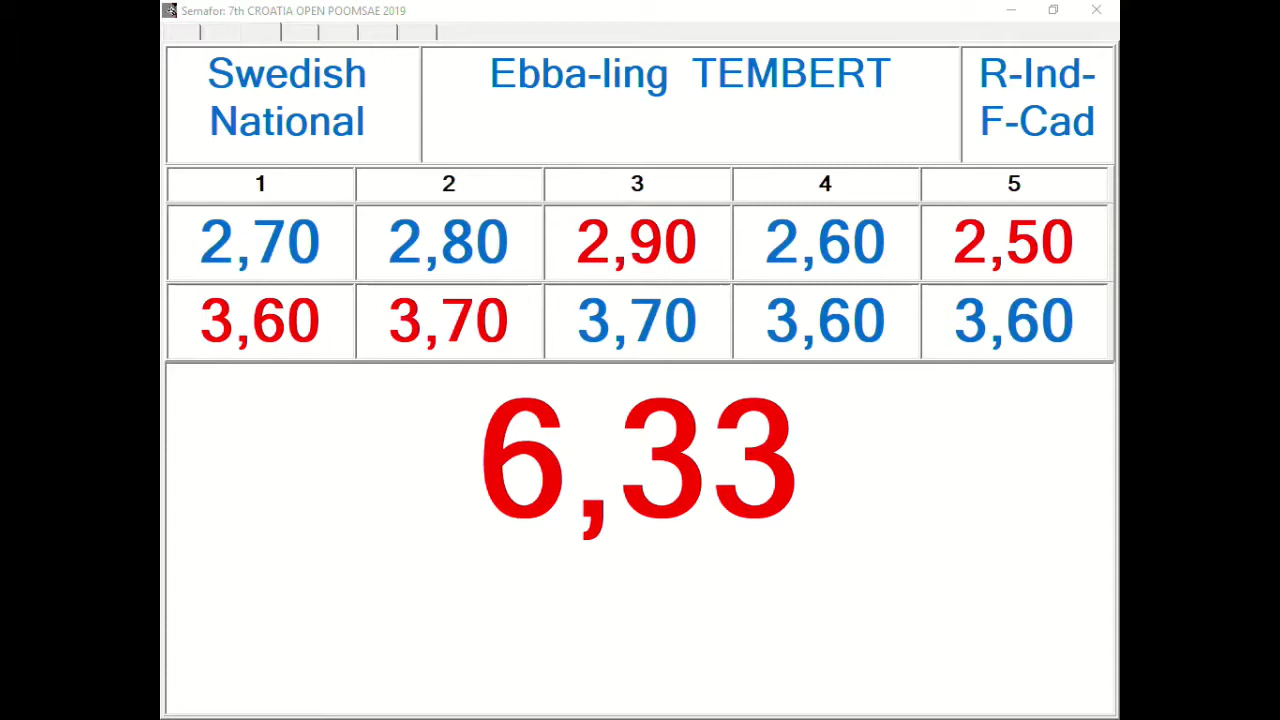 Semafor: 7th CROATIA OPEN POOMSAE 2019
Swedish National
Ebba-ling TEMBERT
R-Ind-F-Cad
1 2 3 4 5
2,70 2,80 2,90 2,60 2,50
3,60 3,70 3,70 3,60 3,60
6,33